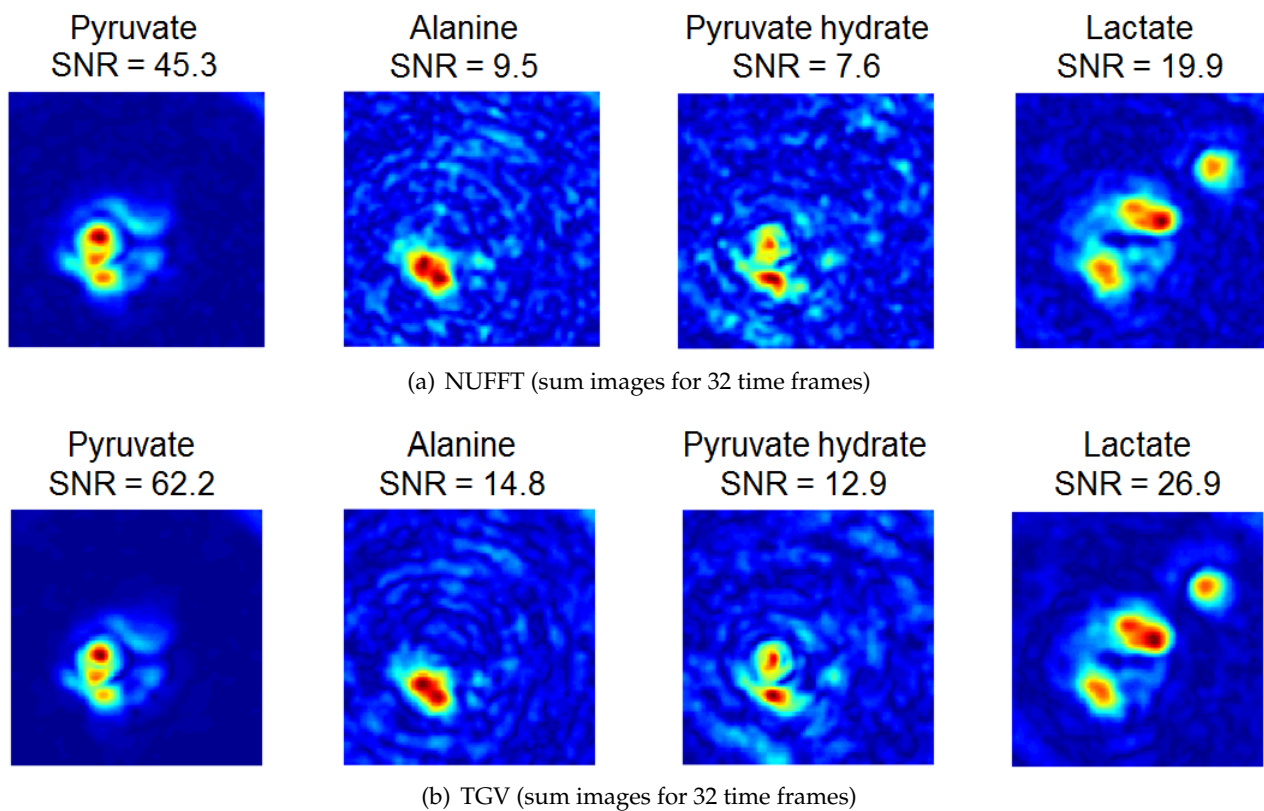 Pyruvate
SNR = 45.3
Alanine
SNR = 9.5
Pyruvate hydrate
SNR = 7.6
Lactate
SNR = 19.9
(a) NUFFT (sum images for 32 time frames)
Pyruvate
SNR = 62.2
Alanine
SNR = 14.8
Pyruvate hydrate
SNR = 12.9
Lactate
SNR = 26.9
(b) TGV (sum images for 32 time frames)